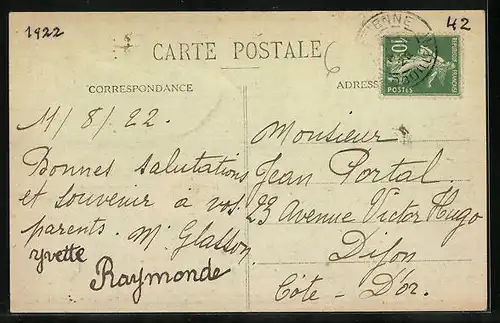 1922
42
CARTE POSTALE
CORRESPONDANCE
ADRESSE
10
POSTES
11/8/22.
Bonnes salutations
et souvenir à vos
parents. M. Glasson
Yvette
Raymonde
Monsieur
Jean Portal.
23 Avenue Victor Hugo
Dijon
Côte-D'or.